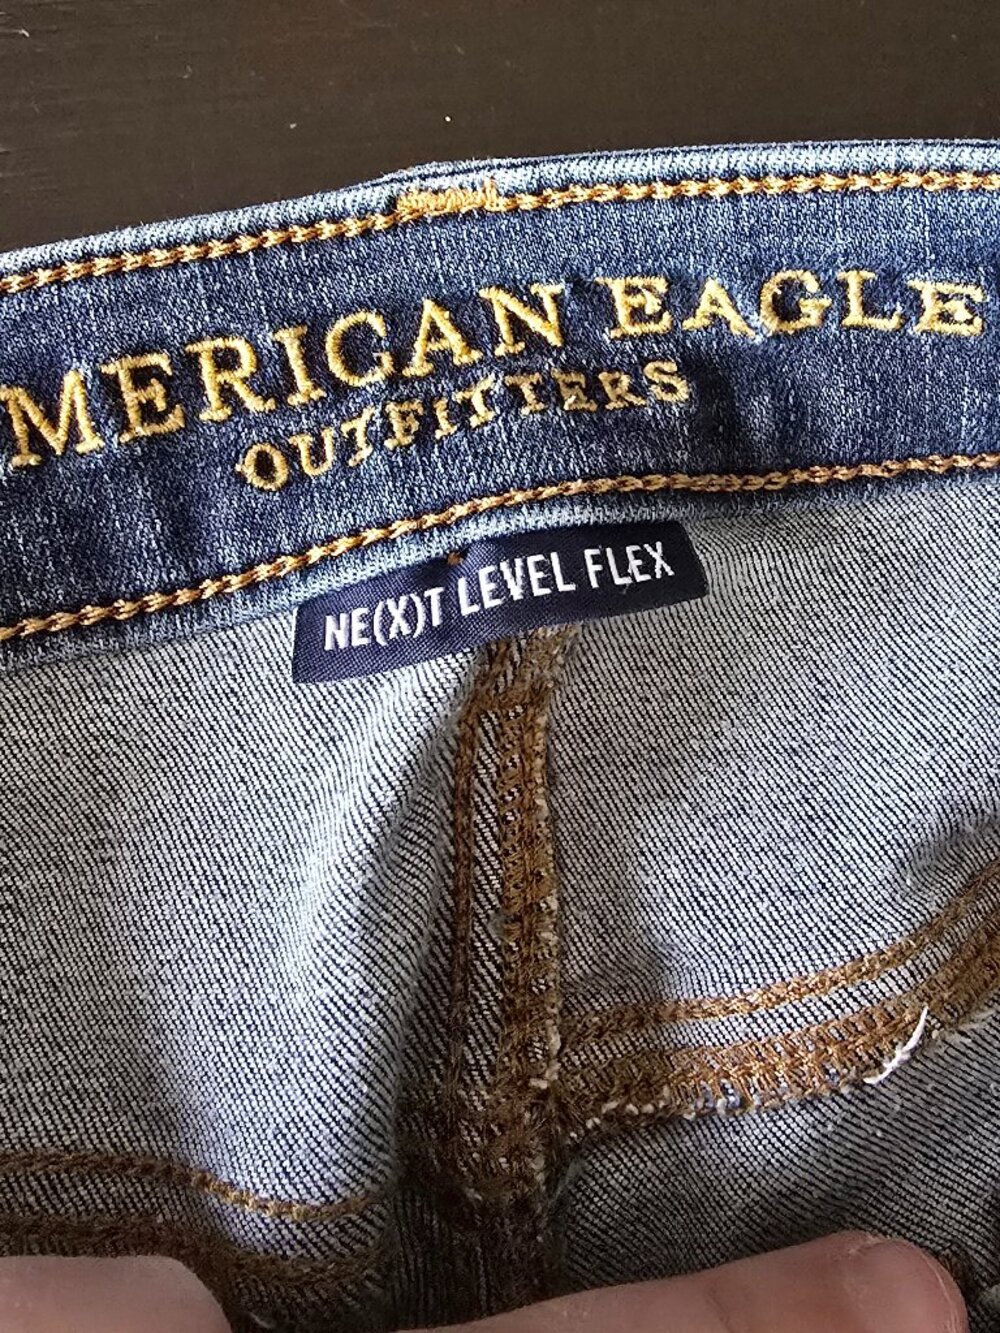 MERICAN EAGLE
OUTFITTERS
NE(X)T LEVEL FLEX